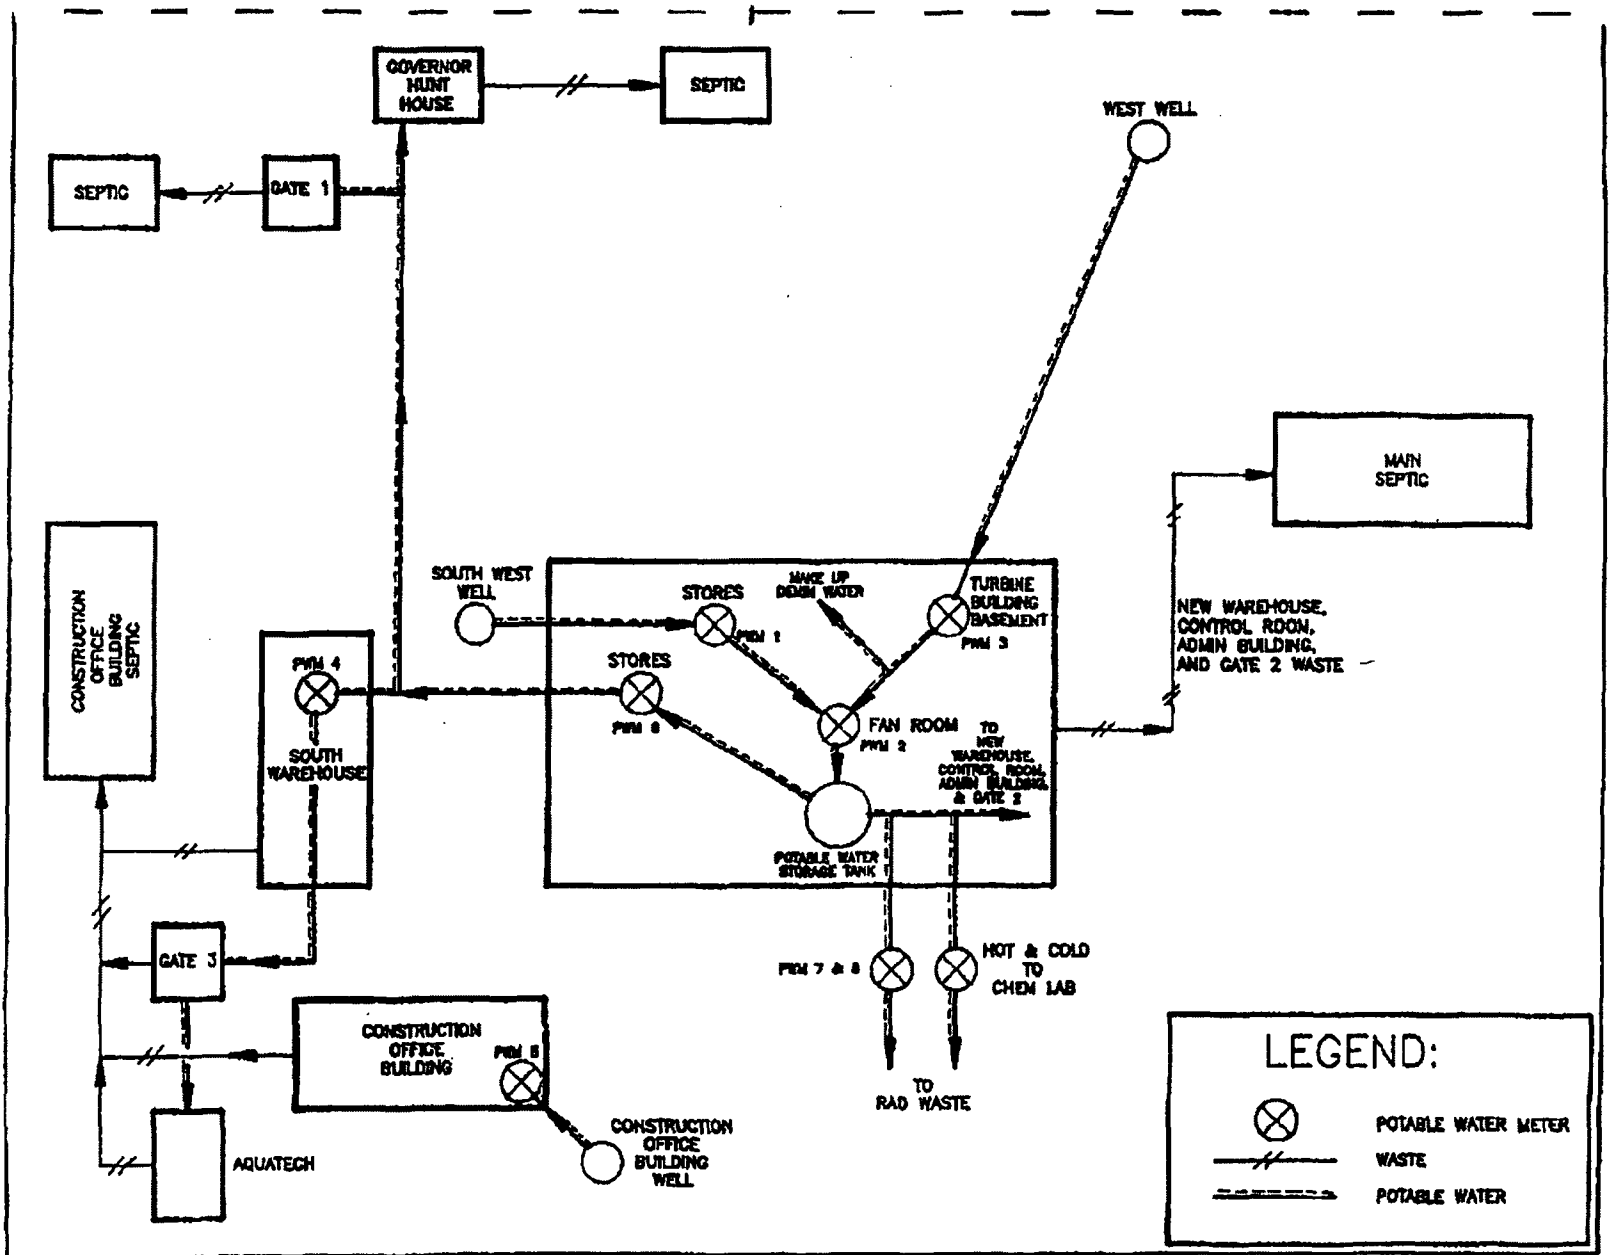 GOVERNOR
HUNT
HOUSE
SEPTIC
WEST WELL
SEPTIC
GATE 1
MAIN
SEPTIC
SOUTH WEST
WELL
STORES
PWM 1
MAKE UP
DEMIN WATER
TURBINE
BUILDING
BASEMENT
PWM 3
NEW WAREHOUSE,
CONTROL ROOM,
ADMIN BUILDING,
AND GATE 2 WASTE
CONSTRUCTION
OFFICE
BUILDING
SEPTIC
PWM 4
SOUTH
WAREHOUSE
STORES
PWM
FAN ROOM
PWM 2
TO
NEW
WAREHOUSE,
CONTROL ROOM,
ADMIN BUILDING,
& GATE 2
POTABLE WATER
STORAGE TANK
GATE 3
PWM 7 & 8
HOT & COLD
TO
CHEM LAB
CONSTRUCTION
OFFICE
BUILDING
PWM 5
TO
RAD WASTE
CONSTRUCTION
OFFICE
BUILDING
WELL
AQUATECH
LEGEND:
POTABLE WATER METER
WASTE
POTABLE WATER